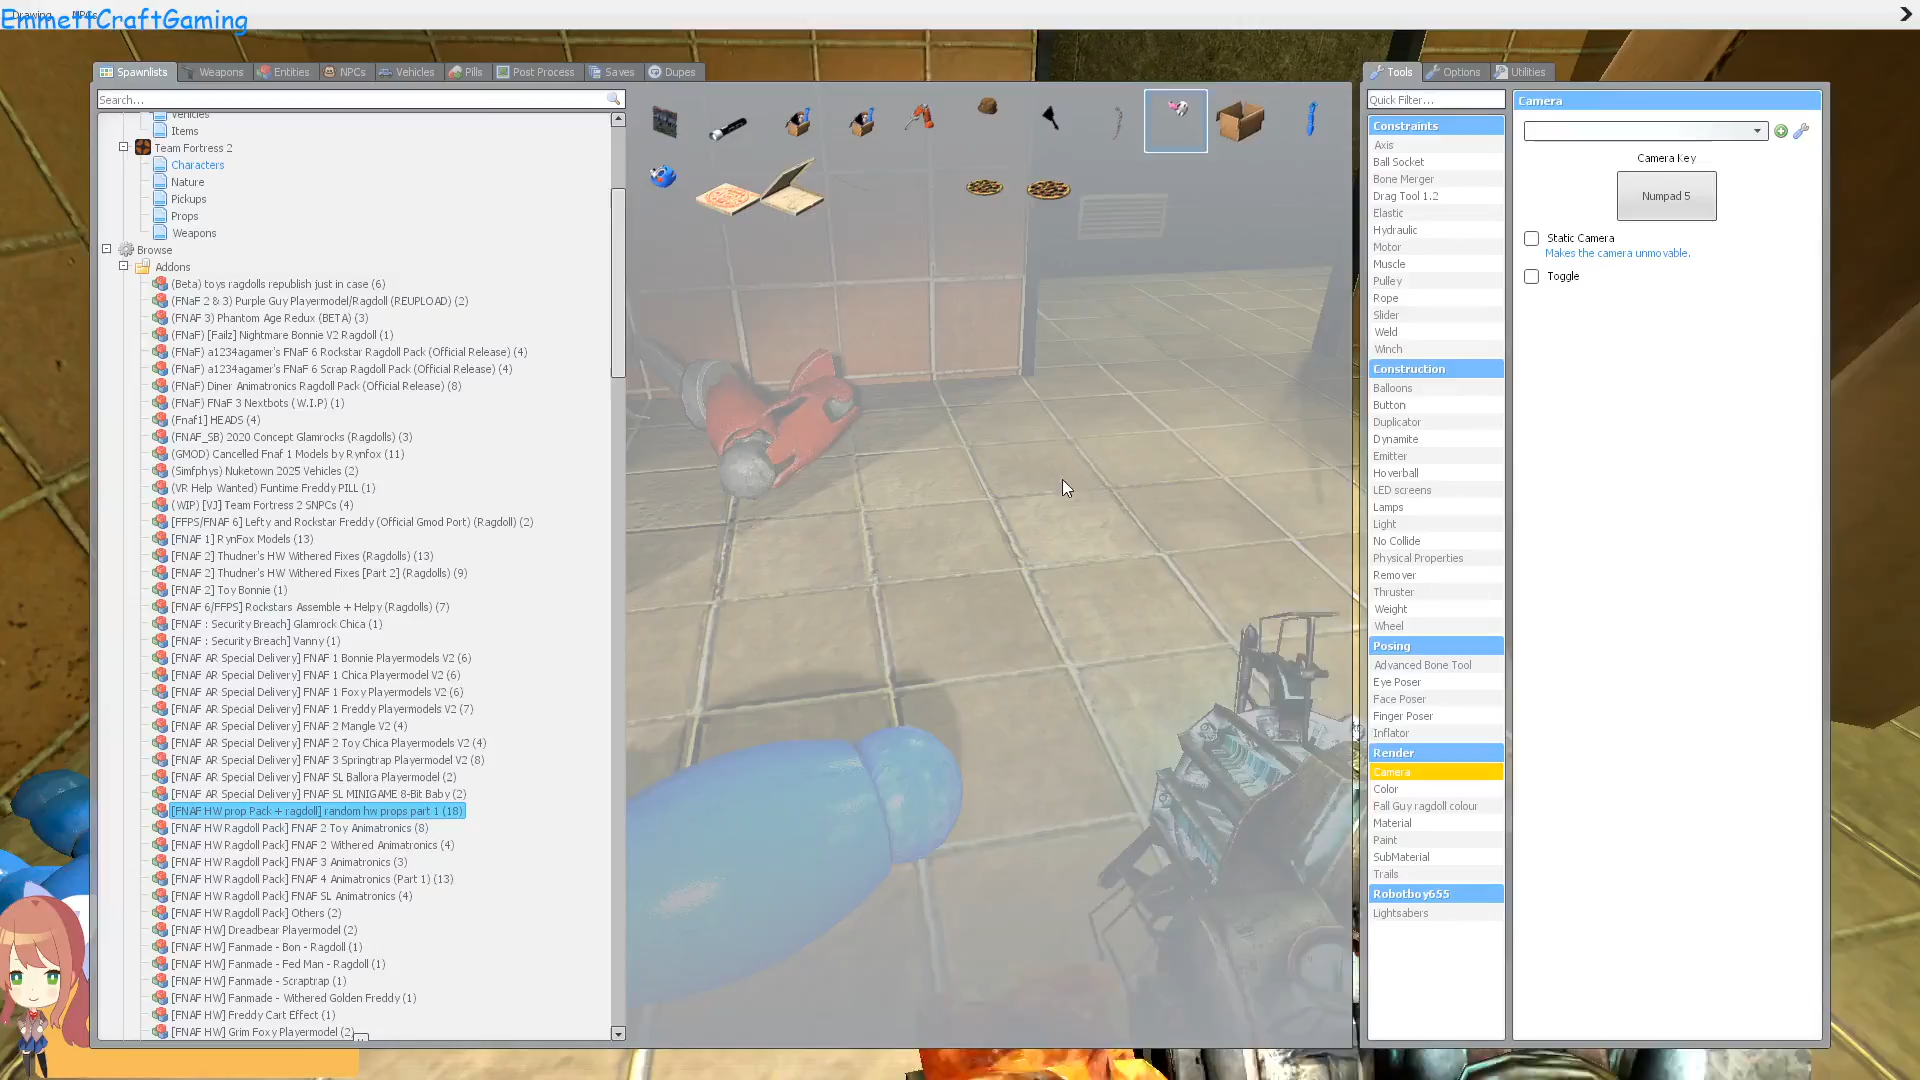 Drawing NPCs
EmmettCraftGaming
Spawnlists Weapons Entities NPCs Vehicles Pills Post Process Saves Dupes
Search...
Vehicles
Items
Team Fortress 2
Characters
Nature
Pickups
Props
Weapons
Browse
Addons
(Beta) toys ragdolls republish just in case (6)
(FNaF 2 & 3) Purple Guy Playermodel/Ragdoll (REUPLOAD) (2)
(FNAF 3) Phantom Age Redux (BETA) (3)
(FNaF) [Failz] Nightmare Bonnie V2 Ragdoll (1)
(FNaF) a1234agamer's FNaF 6 Rockstar Ragdoll Pack (Official Release) (4)
(FNaF) a1234agamer's FNaF 6 Scrap Ragdoll Pack (Official Release) (4)
(FNaF) Diner Animatronics Ragdoll Pack (Official Release) (8)
(FNaF) FNaF 3 Nextbots (W.I.P) (1)
(Fnaf1] HEADS (4)
(FNAF_SB) 2020 Concept Glamrocks (Ragdolls) (3)
(GMOD) Cancelled Fnaf 1 Models by Rynfox (11)
(Simfphys) Nuketown 2025 Vehicles (2)
(VR Help Wanted) Funtime Freddy PILL (1)
(WIP) [VJ] Team Fortress 2 SNPCs (4)
[FFPS/FNAF 6] Lefty and Rockstar Freddy (Official Gmod Port) (Ragdoll) (2)
[FNAF 1] RynFox Models (13)
[FNAF 2] Thudner's HW Withered Fixes (Ragdolls) (13)
[FNAF 2] Thudner's HW Withered Fixes [Part 2] (Ragdolls) (9)
[FNAF 2] Toy Bonnie (1)
[FNAF 6/FFPS] Rockstars Assemble + Helpy (Ragdolls) (7)
[FNAF : Security Breach] Glamrock Chica (1)
[FNAF : Security Breach] Vanny (1)
[FNAF AR Special Delivery] FNAF 1 Bonnie Playermodels V2 (6)
[FNAF AR Special Delivery] FNAF 1 Chica Playermodels V2 (6)
[FNAF AR Special Delivery] FNAF 1 Foxy Playermodels V2 (6)
[FNAF AR Special Delivery] FNAF 1 Freddy Playermodels V2 (7)
[FNAF AR Special Delivery] FNAF 2 Mangle V2 (4)
[FNAF AR Special Delivery] FNAF 2 Toy Chica Playermodels V2 (4)
[FNAF AR Special Delivery] FNAF 3 Springtrap Playermodel V2 (8)
[FNAF AR Special Delivery] FNAF SL Ballora Playermodel (2)
[FNAF AR Special Delivery] FNAF SL MINIGAME 8-Bit Baby (2)
[FNAF HW prop Pack + ragdoll] random hw props part 1 (18)
[FNAF HW Ragdoll Pack] FNAF 2 Toy Animatronics (8)
[FNAF HW Ragdoll Pack] FNAF 2 Withered Animatronics (4)
[FNAF HW Ragdoll Pack] FNAF 3 Animatronics (3)
[FNAF HW Ragdoll Pack] FNAF 4 Animatronics (Part 1) (13)
[FNAF HW Ragdoll Pack] FNAF SL Animatronics (4)
[FNAF HW Ragdoll Pack] Others (2)
[FNAF HW] Dreadbear Playermodel (2)
[FNAF HW] Fanmade - Bon - Ragdoll (1)
[FNAF HW] Fanmade - Fed Man - Ragdoll (1)
[FNAF HW] Fanmade - Scraptrap (1)
[FNAF HW] Fanmade - Withered Golden Freddy (1)
[FNAF HW] Freddy Cart Effect (1)
[FNAF HW] Grim Foxy Playermodel (2)
Tools Options Utilities
Quick Filter...
Constraints
Axis
Ball Socket
Bone Merger
Drag Tool 1.2
Elastic
Hydraulic
Motor
Muscle
Pulley
Rope
Slider
Weld
Winch
Construction
Balloons
Button
Duplicator
Dynamite
Emitter
Hoverball
LED screens
Lamps
Light
No Collide
Physical Properties
Remover
Thruster
Weight
Wheel
Posing
Advanced Bone Tool
Eye Poser
Face Poser
Finger Poser
Inflator
Render
Camera
Color
Fall Guy ragdoll colour
Material
Paint
SubMaterial
Trails
Robotboy655
Lightsabers
Camera
Camera Key
Numpad 5
Static Camera
Makes the camera unmovable.
Toggle